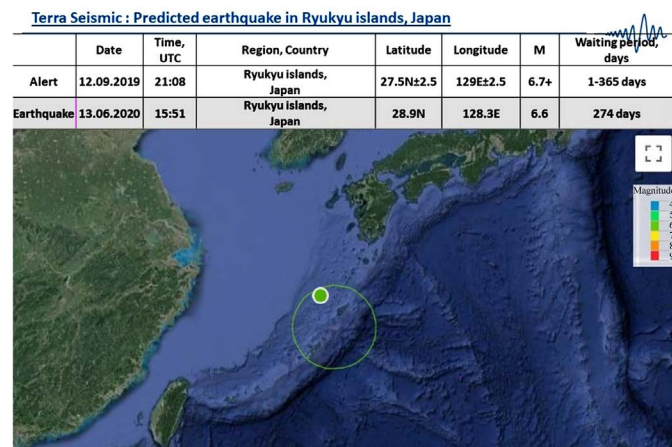 Terra Seismic : Predicted earthquake in Ryukyu islands, Japan
Date Time, UTC Region, Country Latitude Longitude M Waiting period, days
Alert 12.09.2019 21:08 Ryukyu islands, Japan 27.5N±2.5 129E±2.5 6.7+ 1-365 days
Earthquake 13.06.2020 15:51 Ryukyu islands, Japan 28.9N 128.3E 6.6 274 days
Magnitude